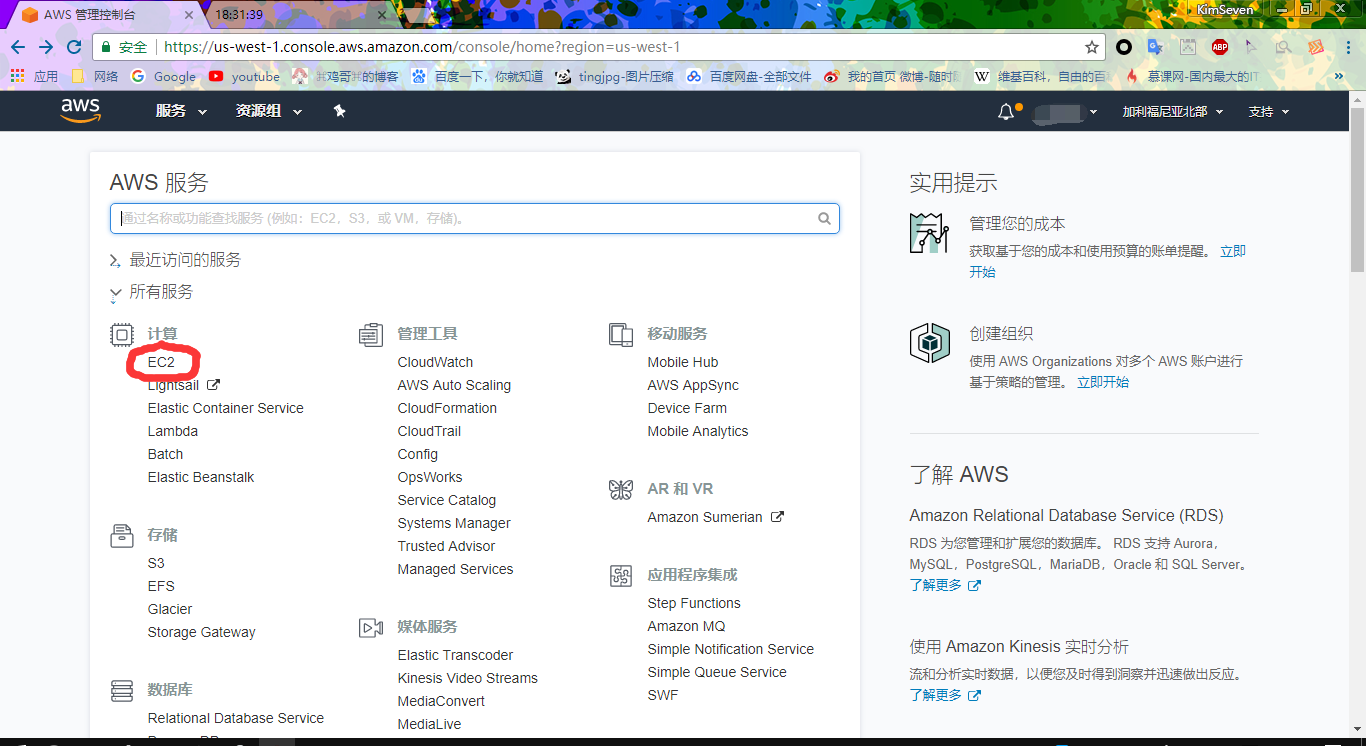 AWS 管理控制台
18:31:39
KimSeven
安全
https://us-west-1.console.aws.amazon.com/console/home?region=us-west-1
ABP
应用
网络
Google
youtube
我鸡哥我的博客
百度一下，你就知道
tingjpg-图片压缩
百度网盘-全部文件
我的首页 微博-随时
维基百科，自由的百
慕课网-国内最大的IT
aws
服务
资源组
加利福尼亚北部
支持
AWS 服务
通过名称或功能查找服务 (例如：EC2，S3，或 VM，存储)。
最近访问的服务
所有服务
计算
EC2
Lightsail
Elastic Container Service
Lambda
Batch
Elastic Beanstalk
存储
S3
EFS
Glacier
Storage Gateway
数据库
Relational Database Service
管理工具
CloudWatch
AWS Auto Scaling
CloudFormation
CloudTrail
Config
OpsWorks
Service Catalog
Systems Manager
Trusted Advisor
Managed Services
媒体服务
Elastic Transcoder
Kinesis Video Streams
MediaConvert
MediaLive
移动服务
Mobile Hub
AWS AppSync
Device Farm
Mobile Analytics
AR 和 VR
Amazon Sumerian
应用程序集成
Step Functions
Amazon MQ
Simple Notification Service
Simple Queue Service
SWF
实用提示
管理您的成本
获取基于您的成本和使用预算的账单提醒。 立即
开始
创建组织
使用 AWS Organizations 对多个 AWS 账户进行
基于策略的管理。 立即开始
了解 AWS
Amazon Relational Database Service (RDS)
RDS 为您管理和扩展您的数据库。 RDS 支持 Aurora，
MySQL，PostgreSQL，MariaDB，Oracle 和 SQL Server。
了解更多
使用 Amazon Kinesis 实时分析
流和分析实时数据，以便您及时得到洞察并迅速做出反应。
了解更多